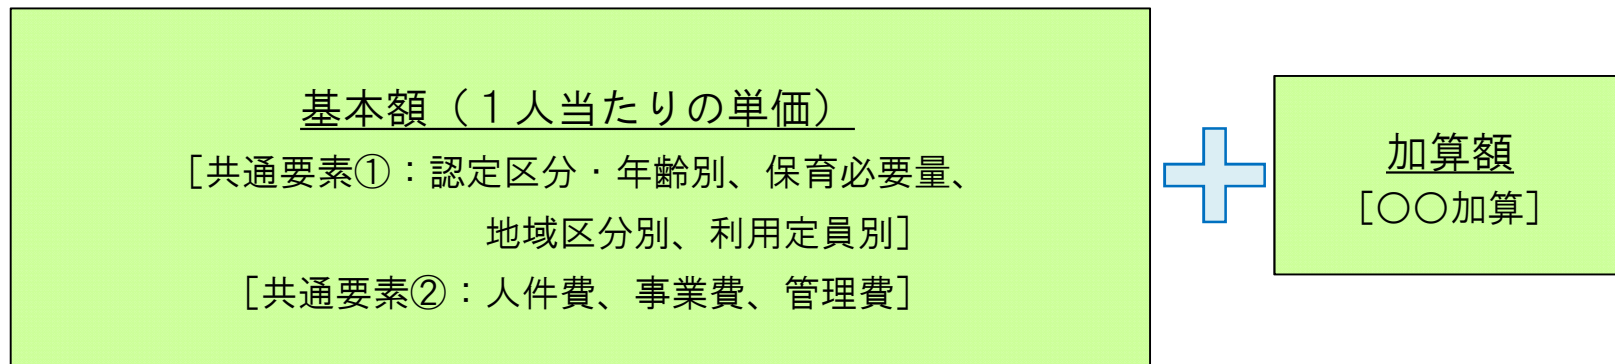 基本額（１人当たりの単価）
［共通要素①：認定区分・年齢別、保育必要量、
地域区分別、利用定員別］
［共通要素②：人件費、事業費、管理費］
加算額
［○○加算］